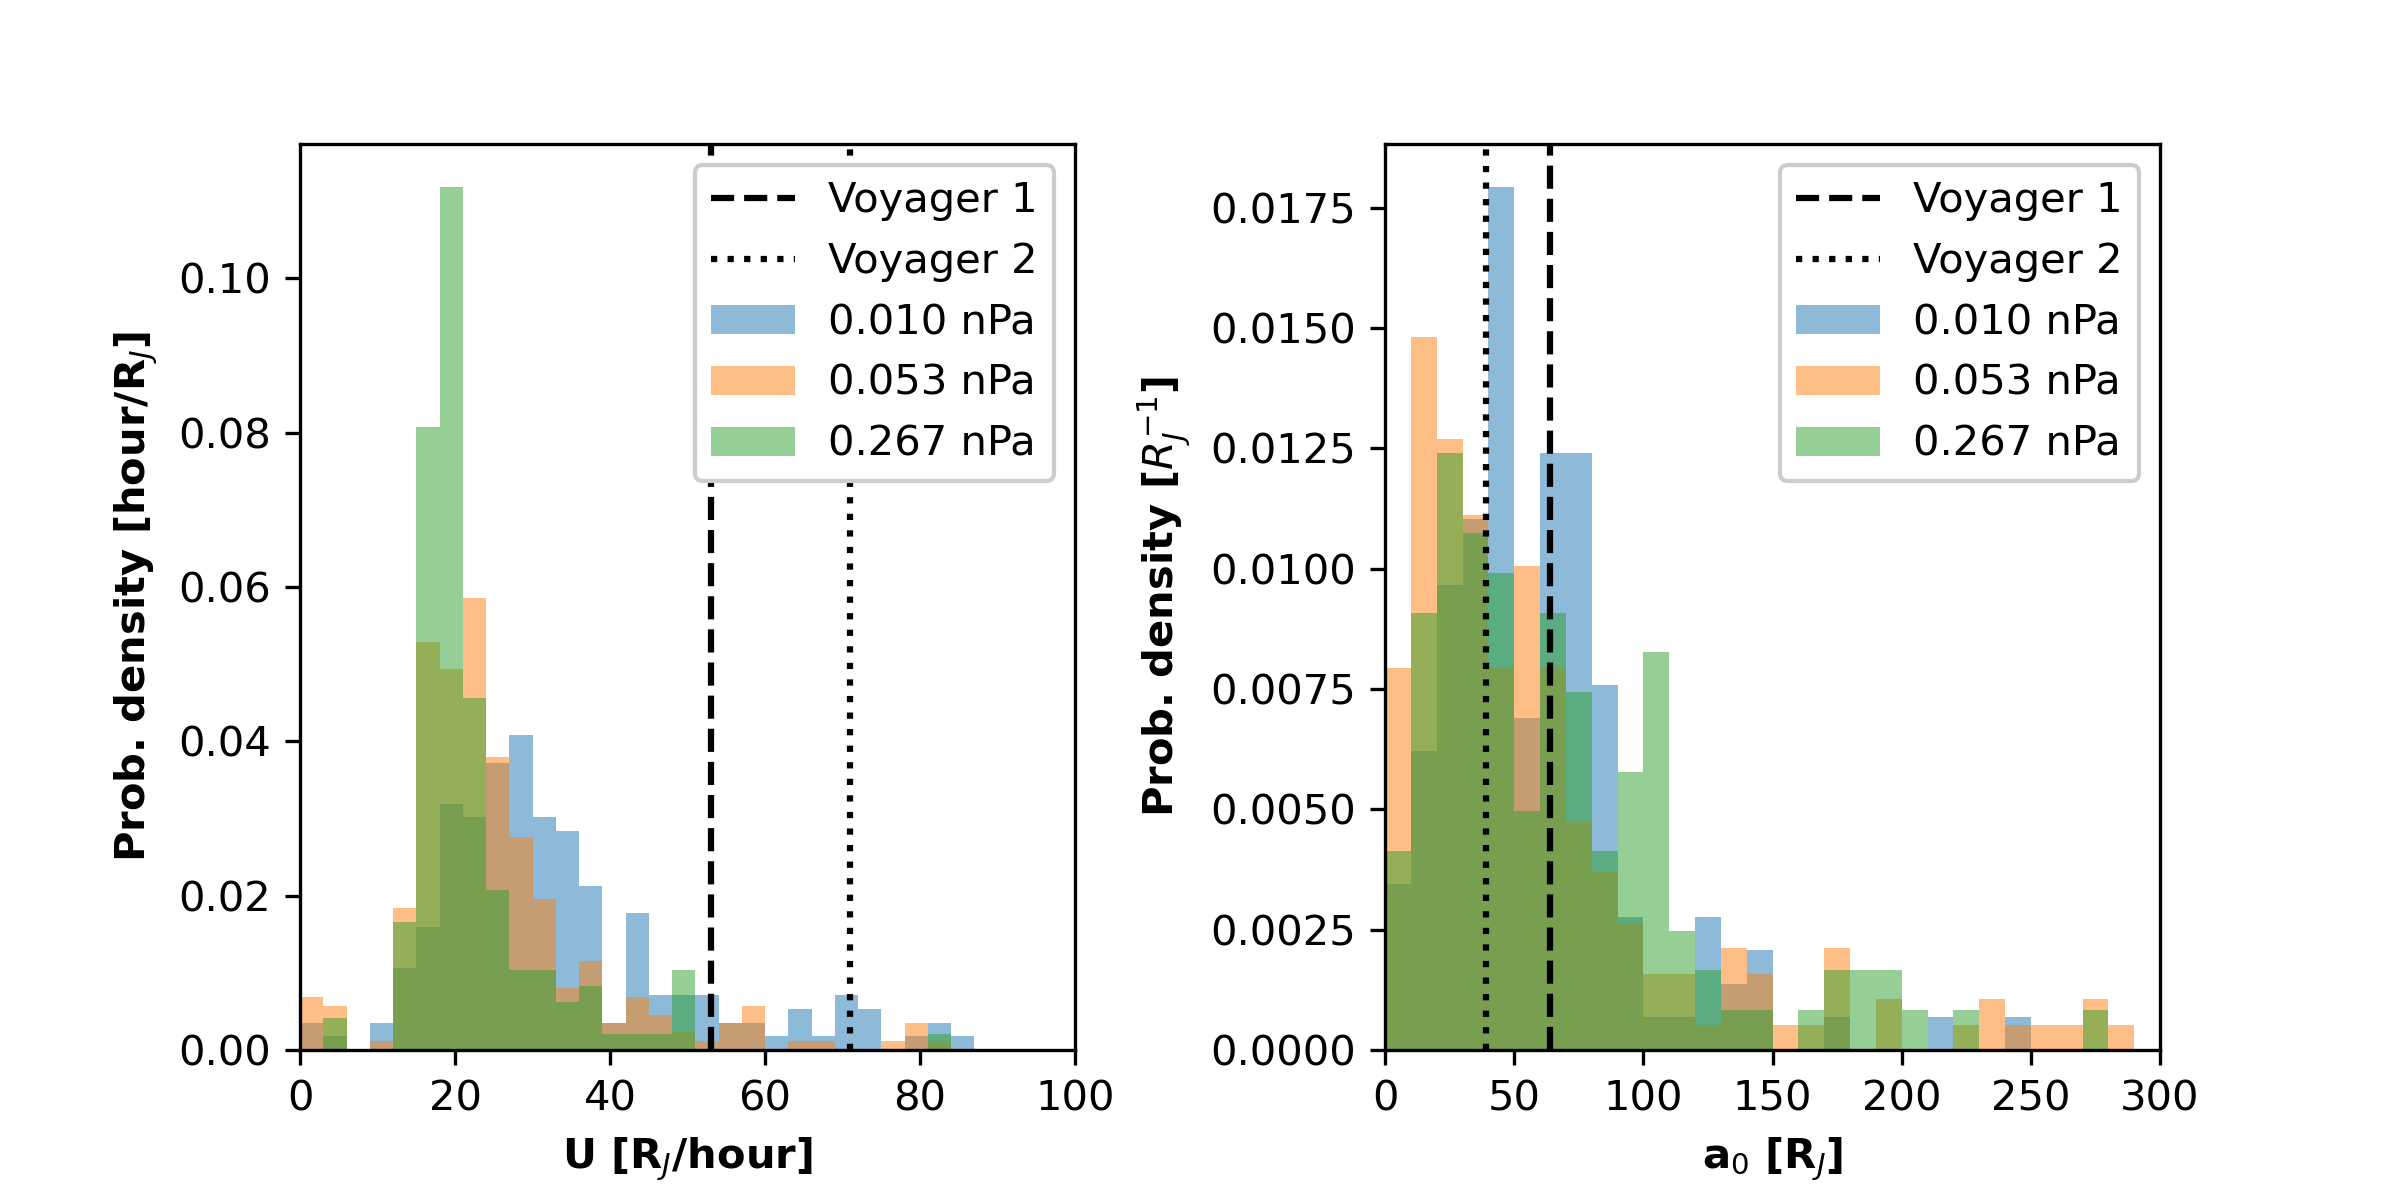 Prob. density [hour/R_J]
0.10
0.08
0.06
0.04
0.02
0.00
0 20 40 60 80 100
U [R_J/hour]
Voyager 1
Voyager 2
0.010 nPa
0.053 nPa
0.267 nPa
Prob. density [R_J^−1]
0.0175
0.0150
0.0125
0.0100
0.0075
0.0050
0.0025
0.0000
0 50 100 150 200 250 300
a_0 [R_J]
Voyager 1
Voyager 2
0.010 nPa
0.053 nPa
0.267 nPa